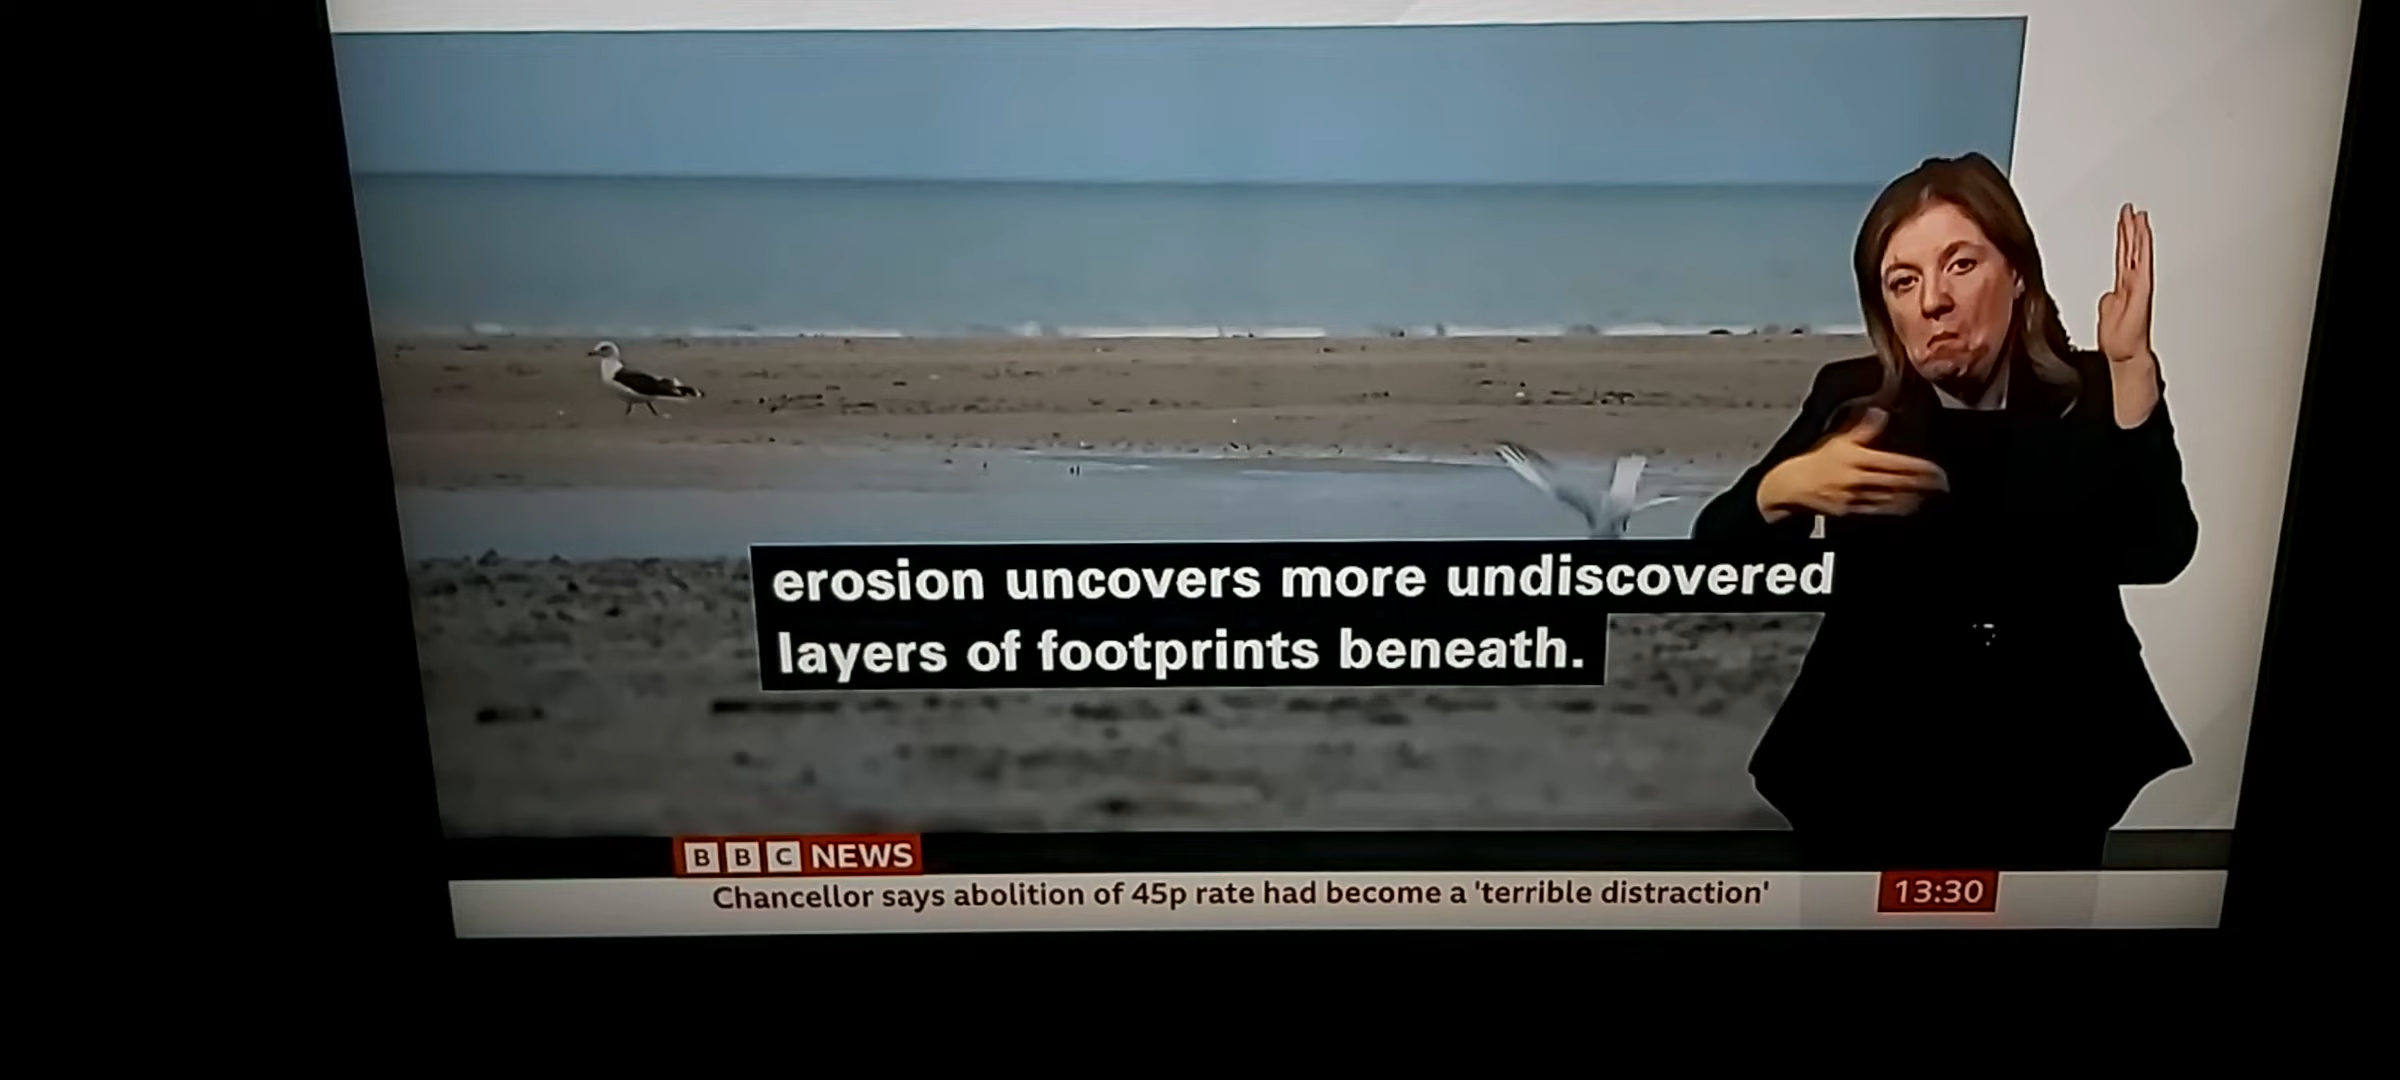 erosion uncovers more undiscovered
layers of footprints beneath.
BBC NEWS
Chancellor says abolition of 45p rate had become a 'terrible distraction'
13:30